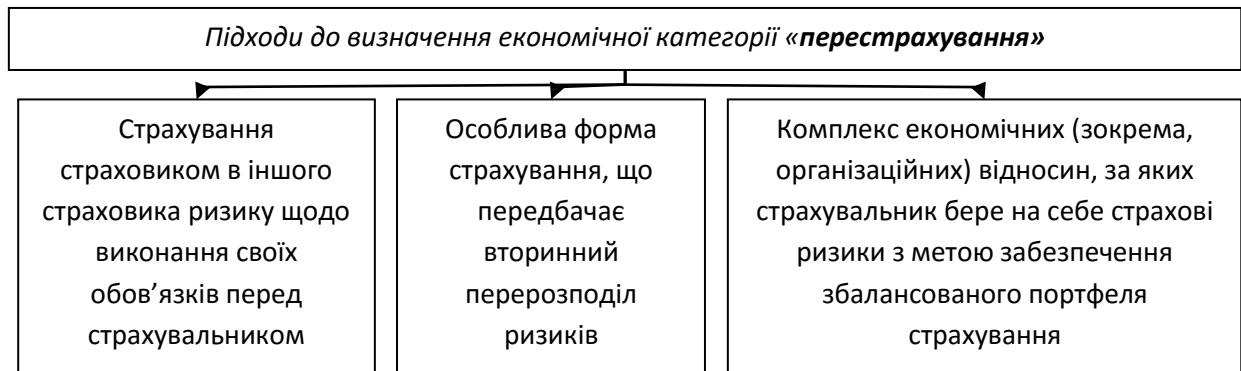 Підходи до визначення економічної категорії «перестрахування»
Страхування
страховиком в іншого
страховика ризику щодо
виконання своїх
обов’язків перед
страхувальником
Особлива форма
страхування, що
передбачає
вторинний
перерозподіл
ризиків
Комплекс економічних (зокрема,
організаційних) відносин, за яких
страхувальник бере на себе страхові
ризики з метою забезпечення
збалансованого портфеля
страхування